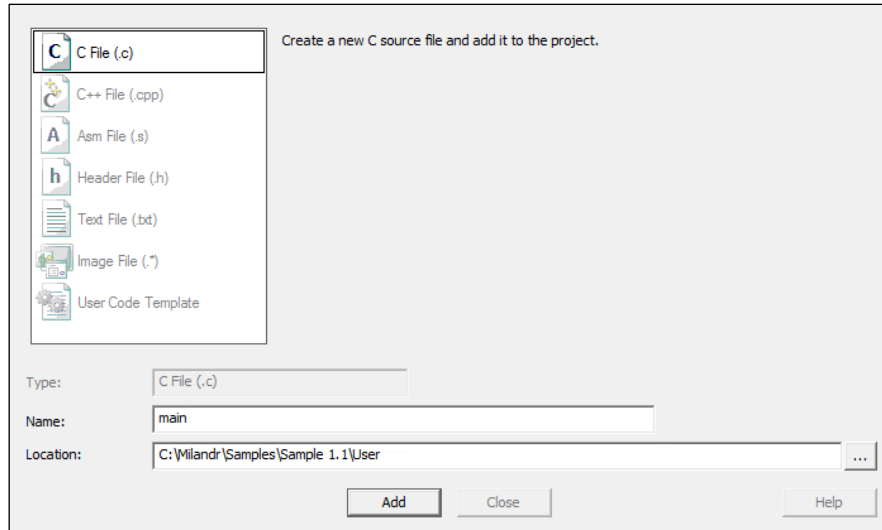 C File (.c)
Create a new C source file and add it to the project.
C++ File (.cpp)
Asm File (.s)
Header File (.h)
Text File (.txt)
Image File (.*)
User Code Template
Type:
C File (.c)
Name:
main
Location:
C:\Milandr\Samples\Sample 1.1\User
...
Add
Close
Help